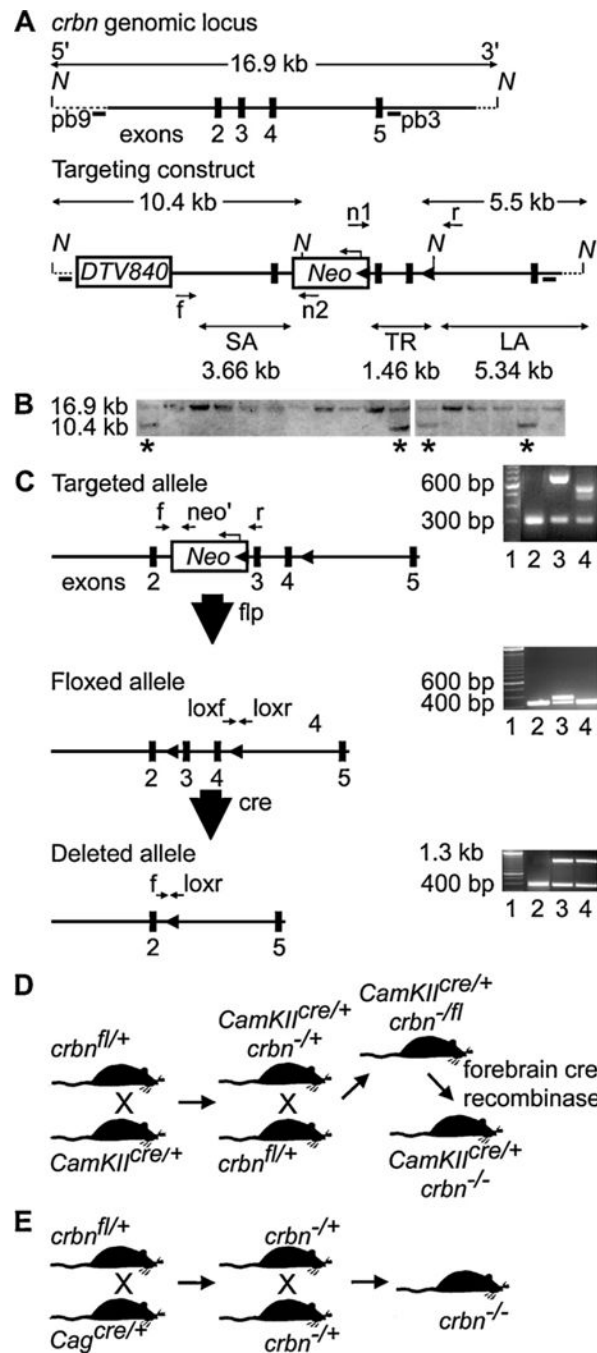 A
crbn genomic locus
5' 3'
16.9 kb
N N
pb9 exons 2 3 4 5 pb3
Targeting construct
10.4 kb n1 r 5.5 kb
N N N N
DTV840 Neo
f n2
SA TR LA
3.66 kb 1.46 kb 5.34 kb
B
16.9 kb
10.4 kb
* * * *
C
Targeted allele
f neo' r
Neo
exons 2 3 4 5
flp
600 bp
300 bp
1 2 3 4
Floxed allele
loxf loxr
4
2 3 4 5
cre
600 bp
400 bp
1 2 3 4
Deleted allele
f loxr
2 5
1.3 kb
400 bp
1 2 3 4
D
crbn^fl/+
X
CamKII^cre/+
CamKII^cre/+
crbn^-/+
X
crbn^fl/+
CamKII^cre/+
crbn^-/fl
forebrain cre
recombinase
CamKII^cre/+
crbn^-/-
E
crbn^fl/+
X
Cag^cre/+
crbn^-/+
X
crbn^-/+
crbn^-/-